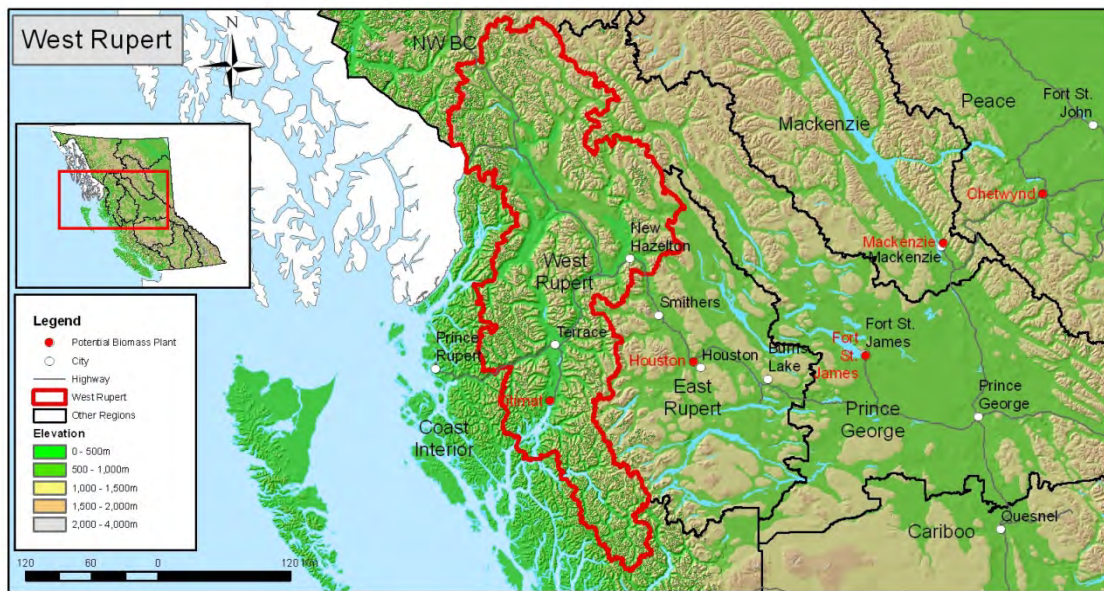 West Rupert
N
NW BC
Peace
Fort St.
John
Mackenzie
Chetwynd
Mackenzie
Mackenzie
New
Hazelton
West
Rupert
Smithers
Terrace
Prince
Rupert
Houston
Houston
Burns
Lake
Fort St.
James
Fort
St.
James
East
Rupert
Prince
George
Prince
George
Coast
Interior
Cariboo
Quesnel
Legend
Potential Biomass Plant
City
Highway
West Rupert
Other Regions
Elevation
0 - 500m
500 - 1,000m
1,000 - 1,500m
1,500 - 2,000m
2,000 - 4,000m
120 60 0 120